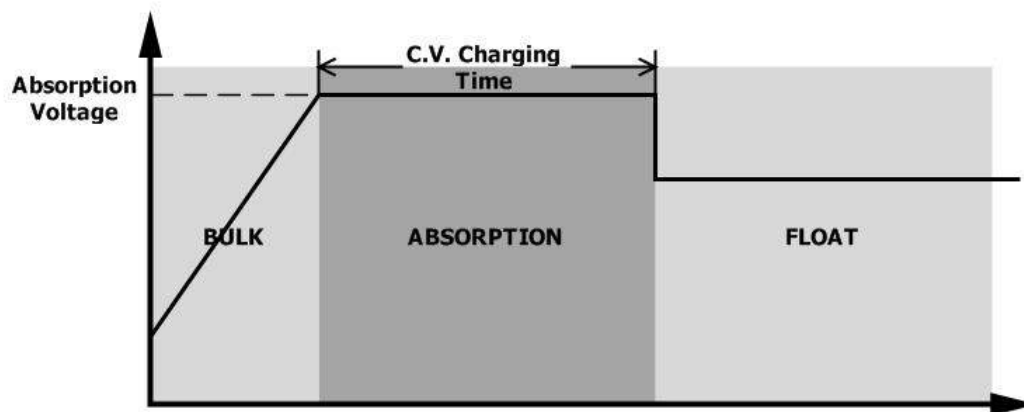 C.V. Charging
Time
Absorption
Voltage
BULK
ABSORPTION
FLOAT